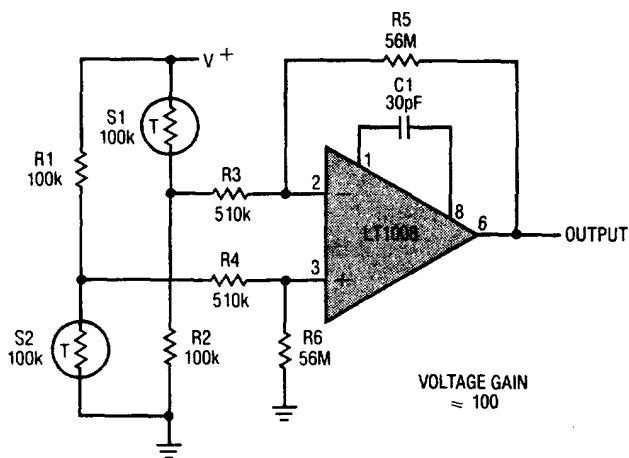 R5
56M
C1
30pF
V+
S1
100k
T
R1
100k
R3
510k
2
−
1
8
6
LT1008
OUTPUT
R4
510k
3
+
S2
100k
T
R2
100k
R6
56M
VOLTAGE GAIN
≈ 100